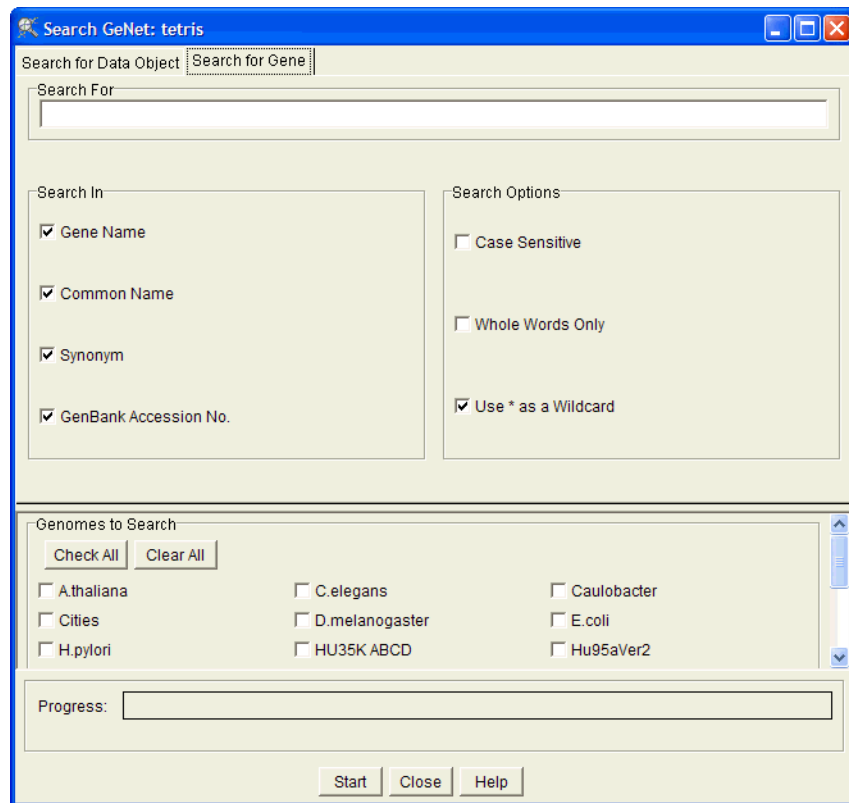 Search GeNet: tetris
Search for Data Object Search for Gene
Search For
Search In
Gene Name
Common Name
Synonym
GenBank Accession No.
Search Options
Case Sensitive
Whole Words Only
Use * as a Wildcard
Genomes to Search
Check All Clear All
A.thaliana C.elegans Caulobacter
Cities D.melanogaster E.coli
H.pylori HU35K ABCD Hu95aVer2
Progress:
Start Close Help